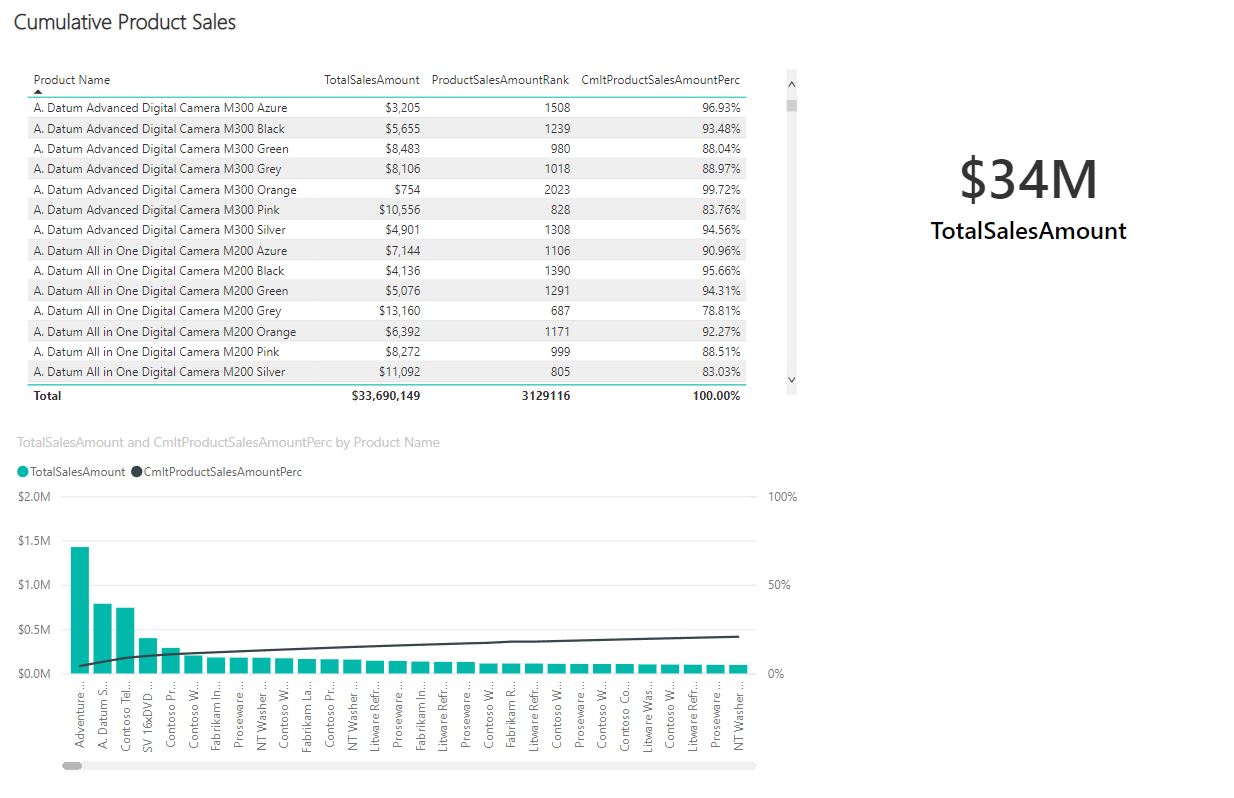 Cumulative Product Sales
Product Name TotalSalesAmount ProductSalesAmountRank CmltProductSalesAmountPerc
A. Datum Advanced Digital Camera M300 Azure $3,205 1508 96.93%
A. Datum Advanced Digital Camera M300 Black $5,655 1239 93.48%
A. Datum Advanced Digital Camera M300 Green $8,483 980 88.04%
A. Datum Advanced Digital Camera M300 Grey $8,106 1018 88.97%
A. Datum Advanced Digital Camera M300 Orange $754 2023 99.72%
A. Datum Advanced Digital Camera M300 Pink $10,556 828 83.76%
A. Datum Advanced Digital Camera M300 Silver $4,901 1308 94.56%
A. Datum All in One Digital Camera M200 Azure $7,144 1106 90.96%
A. Datum All in One Digital Camera M200 Black $4,136 1390 95.66%
A. Datum All in One Digital Camera M200 Green $5,076 1291 94.31%
A. Datum All in One Digital Camera M200 Grey $13,160 687 78.81%
A. Datum All in One Digital Camera M200 Orange $6,392 1171 92.27%
A. Datum All in One Digital Camera M200 Pink $8,272 999 88.51%
A. Datum All in One Digital Camera M200 Silver $11,092 805 83.03%
Total $33,690,149 3129116 100.00%
$34M
TotalSalesAmount
TotalSalesAmount and CmltProductSalesAmountPerc by Product Name
TotalSalesAmount CmltProductSalesAmountPerc
$2.0M 100%
$1.5M
$1.0M 50%
$0.5M
$0.0M 0%
Adventure ...
A. Datum S...
Contoso Tel...
SV 16xDVD ...
Contoso Pr...
Contoso W...
Fabrikam In...
Proseware ...
NT Washer...
Contoso W...
Fabrikam La...
Contoso Pr...
NT Washer ...
Litware Refr...
Proseware ...
Fabrikam In...
Litware Refr...
Proseware ...
Contoso W...
Fabrikam R...
Litware Refr...
Contoso W...
Proseware ...
Contoso W...
Contoso Co...
Litware Was...
Contoso W...
Litware Refr...
Proseware ...
NT Washer ...